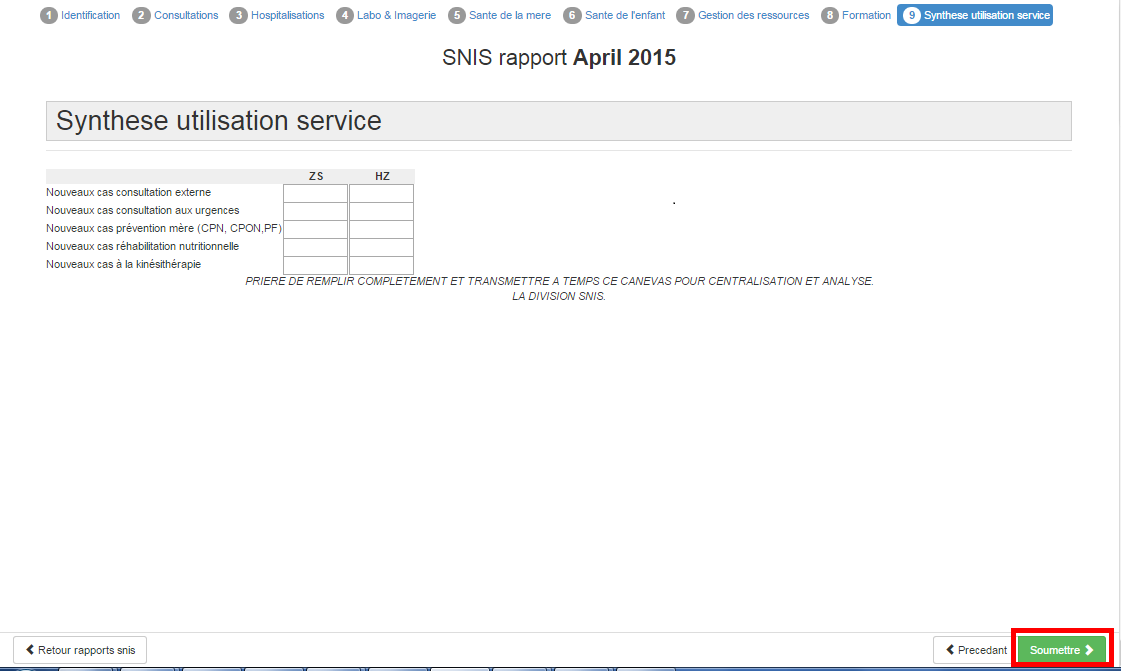 1 Identification 2 Consultations 3 Hospitalisations 4 Labo & Imagerie 5 Sante de la mere 6 Sante de l'enfant 7 Gestion des ressources 8 Formation 9 Synthese utilisation service
SNIS rapport April 2015
Synthese utilisation service
ZS HZ
Nouveaux cas consultation externe
Nouveaux cas consultation aux urgences
Nouveaux cas prévention mère (CPN, CPON,PF)
Nouveaux cas réhabilitation nutritionnelle
Nouveaux cas à la kinésithérapie
PRIERE DE REMPLIR COMPLETEMENT ET TRANSMETTRE A TEMPS CE CANEVAS POUR CENTRALISATION ET ANALYSE.
LA DIVISION SNIS.
Retour rapports snis Precedant Soumettre